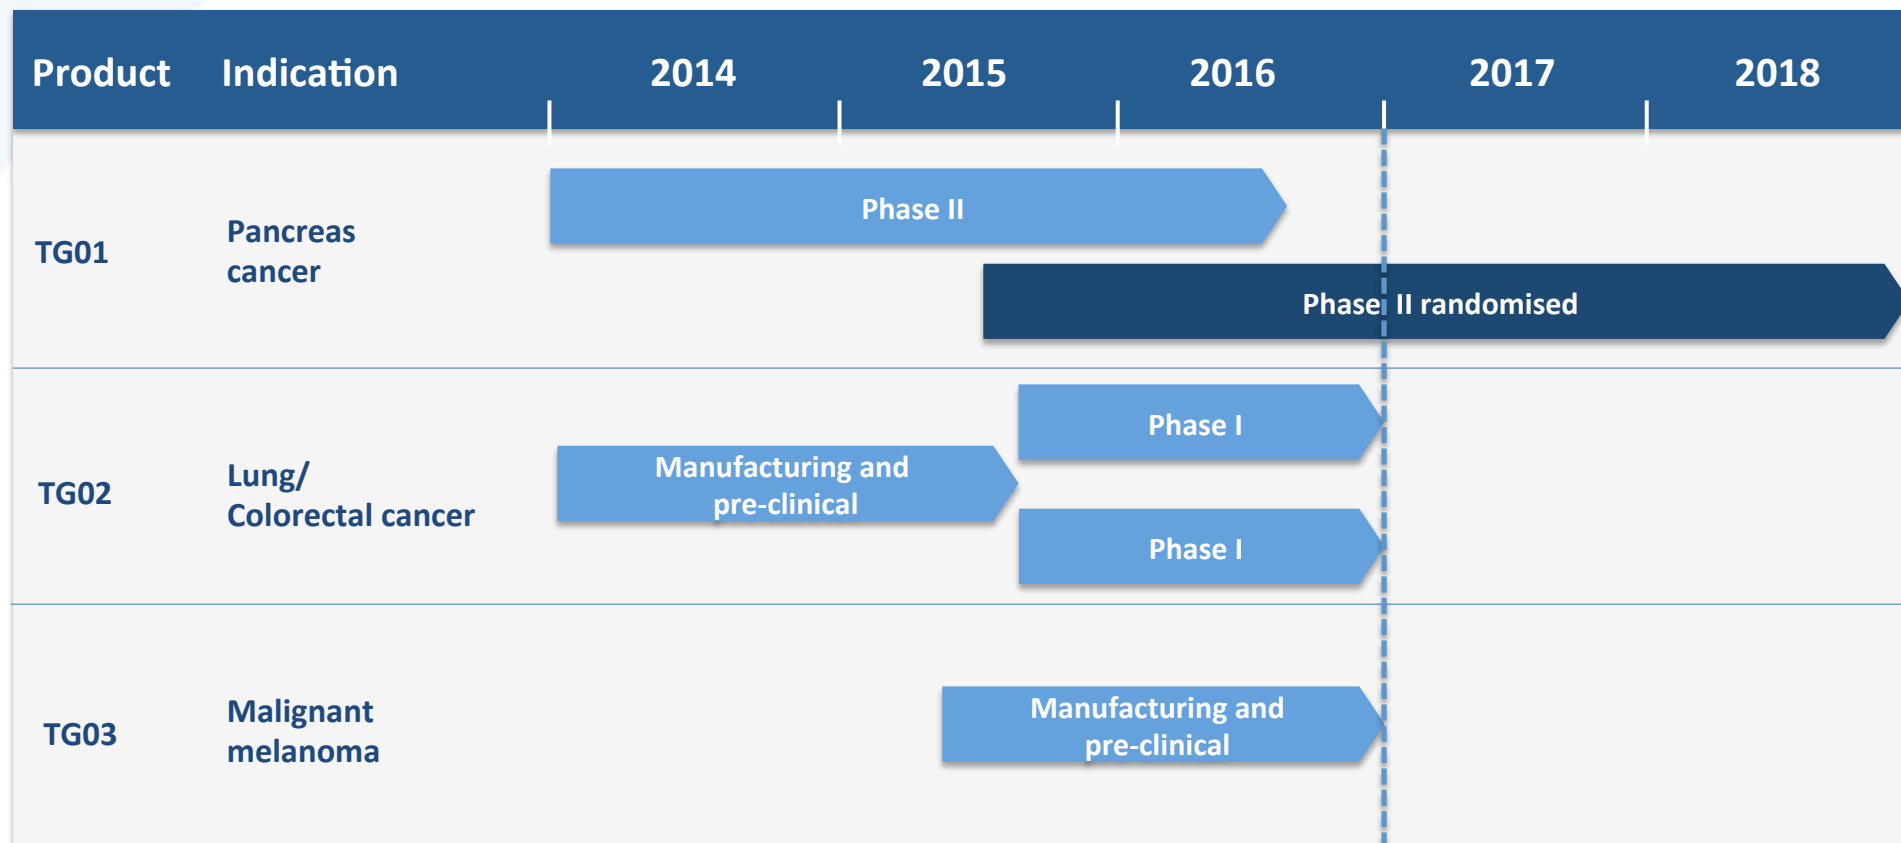 Product Indication 2014 2015 2016 2017 2018
Phase II
TG01
Pancreas
cancer
Phase II randomised
Phase I
TG02
Lung/
Colorectal cancer
Manufacturing and
pre-clinical
Phase I
TG03
Malignant
melanoma
Manufacturing and
pre-clinical